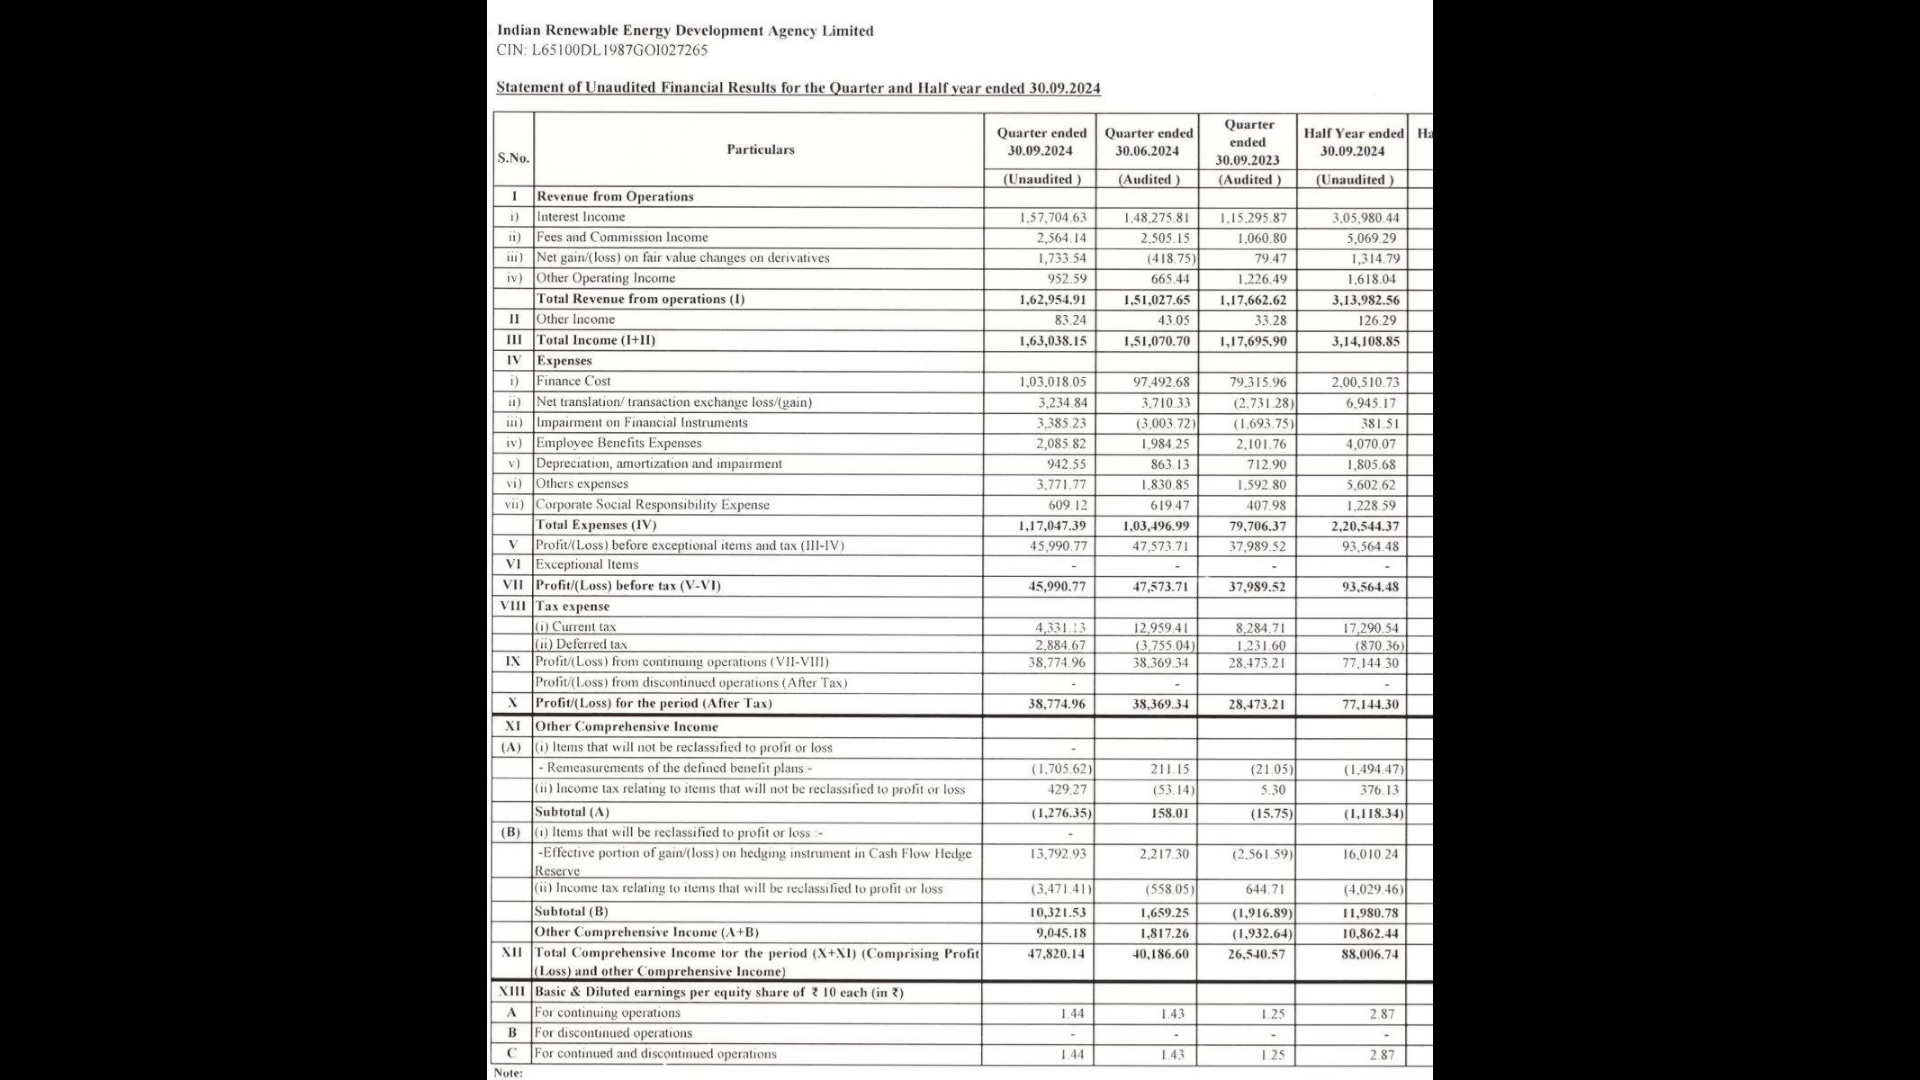 Indian Renewable Energy Development Agency Limited
CIN: L65100DL1987GOI027265
Statement of Unaudited Financial Results for the Quarter and Half year ended 30.09.2024
S.No. Particulars Quarter ended 30.09.2024 Quarter ended 30.06.2024 Quarter ended 30.09.2023 Half Year ended 30.09.2024 Ha
(Unaudited ) (Audited ) (Audited ) (Unaudited )
I Revenue from Operations
i) Interest Income 1,57,704.63 1,48,275.81 1,15,295.87 3,05,980.44
ii) Fees and Commission Income 2,564.14 2,505.15 1,060.80 5,069.29
iii) Net gain/(loss) on fair value changes on derivatives 1,733.54 (418.75) 79.47 1,314.79
iv) Other Operating Income 952.59 665.44 1,226.49 1,618.04
Total Revenue from operations (I) 1,62,954.91 1,51,027.65 1,17,662.62 3,13,982.56
II Other Income 83.24 43.05 33.28 126.29
III Total Income (I+II) 1,63,038.15 1,51,070.70 1,17,695.90 3,14,108.85
IV Expenses
i) Finance Cost 1,03,018.05 97,492.68 79,315.96 2,00,510.73
ii) Net translation/ transaction exchange loss/(gain) 3,234.84 3,710.33 (2,731.28) 6,945.17
iii) Impairment on Financial Instruments 3,385.23 (3,003.72) (1,693.75) 381.51
iv) Employee Benefits Expenses 2,085.82 1,984.25 2,101.76 4,070.07
v) Depreciation, amortization and impairment 942.55 863.13 712.90 1,805.68
vi) Others expenses 3,771.77 1,830.85 1,592.80 5,602.62
vii) Corporate Social Responsibility Expense 609.12 619.47 407.98 1,228.59
Total Expenses (IV) 1,17,047.39 1,03,496.99 79,706.37 2,20,544.37
V Profit/(Loss) before exceptional items and tax (III-IV) 45,990.77 47,573.71 37,989.52 93,564.48
VI Exceptional Items - - - -
VII Profit/(Loss) before tax (V-VI) 45,990.77 47,573.71 37,989.52 93,564.48
VIII Tax expense
(i) Current tax 4,331.13 12,959.41 8,284.71 17,290.54
(ii) Deferred tax 2,884.67 (3,755.04) 1,231.60 (870.36)
IX Profit/(Loss) from continuing operations (VII-VIII) 38,774.96 38,369.34 28,473.21 77,144.30
Profit/(Loss) from discontinued operations (After Tax) - - -
X Profit/(Loss) for the period (After Tax) 38,774.96 38,369.34 28,473.21 77,144.30
XI Other Comprehensive Income
(A) (i) Items that will not be reclassified to profit or loss -
- Remeasurements of the defined benefit plans - (1,705.62) 211.15 (21.05) (1,494.47)
(ii) Income tax relating to items that will not be reclassified to profit or loss 429.27 (53.14) 5.30 376.13
Subtotal (A) (1,276.35) 158.01 (15.75) (1,118.34)
(B) (i) Items that will be reclassified to profit or loss :- -
-Effective portion of gain/(loss) on hedging instrument in Cash Flow Hedge 13,792.93 2,217.30 (2,561.59) 16,010.24
Reserve
(ii) Income tax relating to items that will be reclassified to profit or loss (3,471.41) (558.05) 644.71 (4,029.46)
Subtotal (B) 10,321.53 1,659.25 (1,916.89) 11,980.78
Other Comprehensive Income (A+B) 9,045.18 1,817.26 (1,932.64) 10,862.44
XII Total Comprehensive Income for the period (X+XI) (Comprising Profit 47,820.14 40,186.60 26,540.57 88,006.74
(Loss) and other Comprehensive Income)
XIII Basic & Diluted earnings per equity share of ₹ 10 each (in ₹)
A For continuing operations 1.44 1.43 1.25 2.87
B For discontinued operations - - - -
C For continued and discontinued operations 1.44 1.43 1.25 2.87
Note: